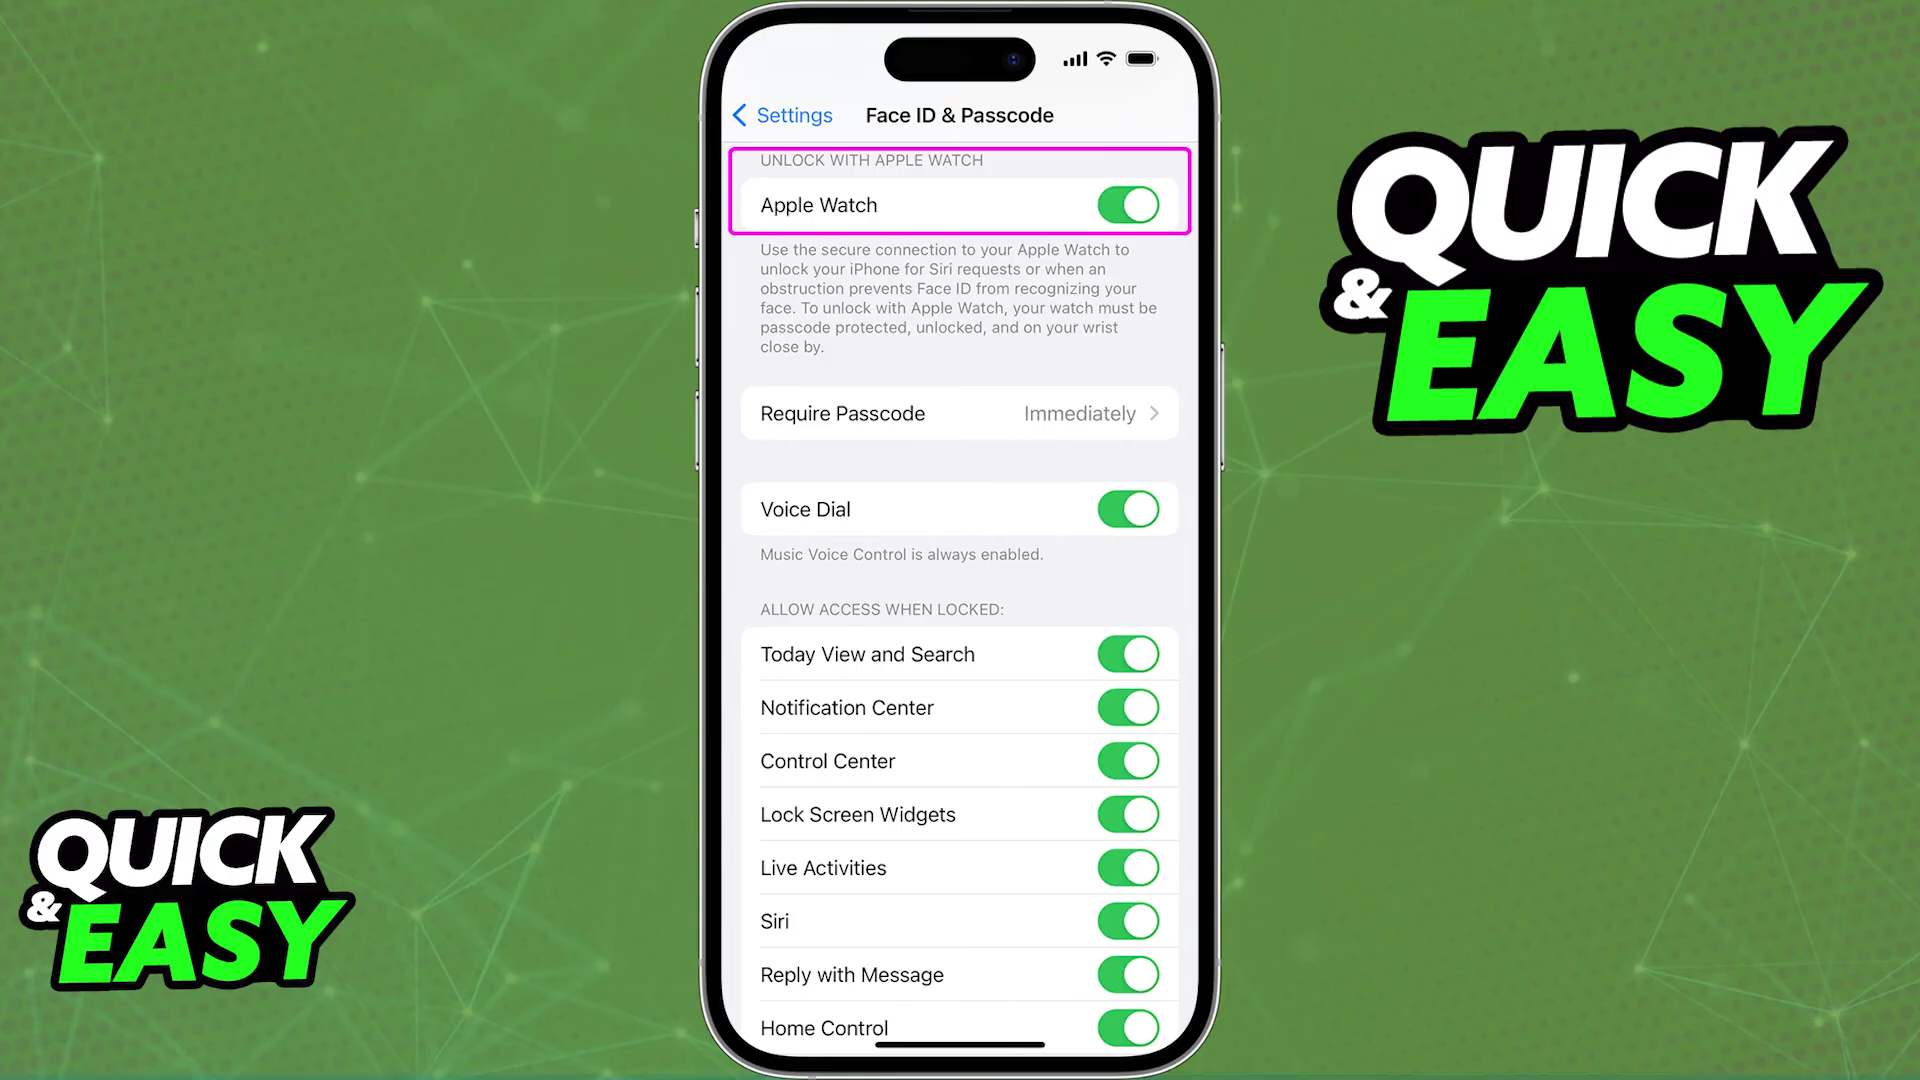 Settings
Face ID & Passcode
UNLOCK WITH APPLE WATCH
Apple Watch
Use the secure connection to your Apple Watch to
unlock your iPhone for Siri requests or when an
obstruction prevents Face ID from recognizing your
face. To unlock with Apple Watch, your watch must be
passcode protected, unlocked, and on your wrist
close by.
Require Passcode Immediately
Voice Dial
Music Voice Control is always enabled.
ALLOW ACCESS WHEN LOCKED:
Today View and Search
Notification Center
Control Center
Lock Screen Widgets
Live Activities
Siri
Reply with Message
Home Control
QUICK
& EASY
QUICK
& EASY